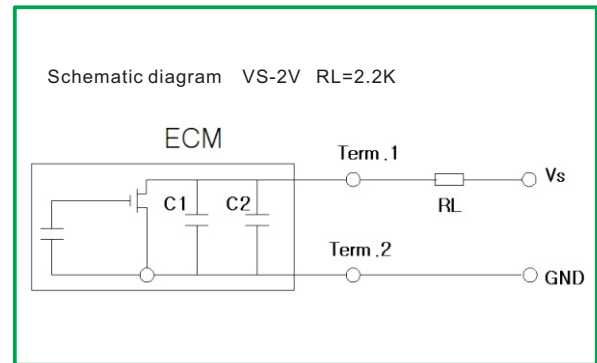 Schematic diagram VS-2V RL=2.2K
ECM
Term.1
Vs
C1 C2
RL
Term.2
GND